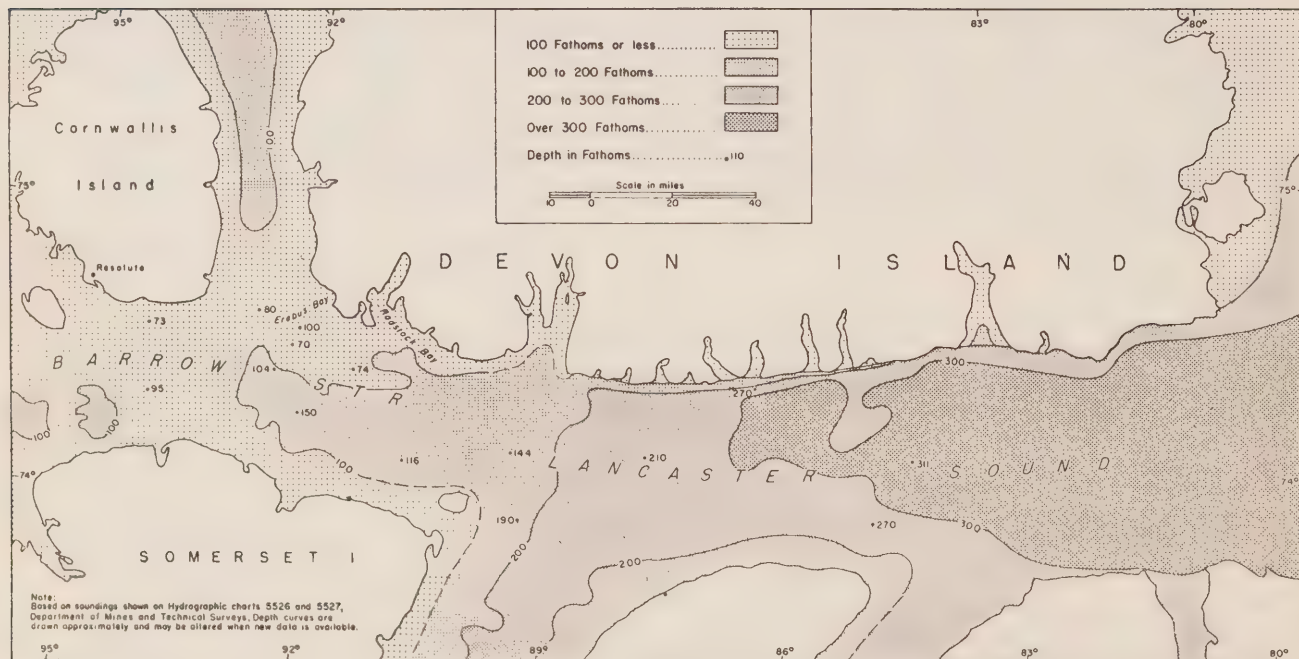 95°
92°
83°
80°
100 Fathoms or less
100 to 200 Fathoms
200 to 300 Fathoms
Over 300 Fathoms
Depth in Fathoms .110
Scale in miles
10 0 20 40
Cornwallis
Island
100
75°
75°
Resolute
DEVON ISLAND
73
80
Erebus Bay
100
Radstock Bay
70
BARROW STR
104
74
95
150
100
100
300
270
116
144
210
311
LANCASTER SOUND
100
74°
74°
190
270
300
200
200
SOMERSET I
Note:
Based on soundings shown on Hydrographic charts 5526 and 5527,
Department of Mines and Technical Surveys, Depth curves are
drawn approximately and may be altered when new data is available.
95°
92°
89°
86°
83°
80°